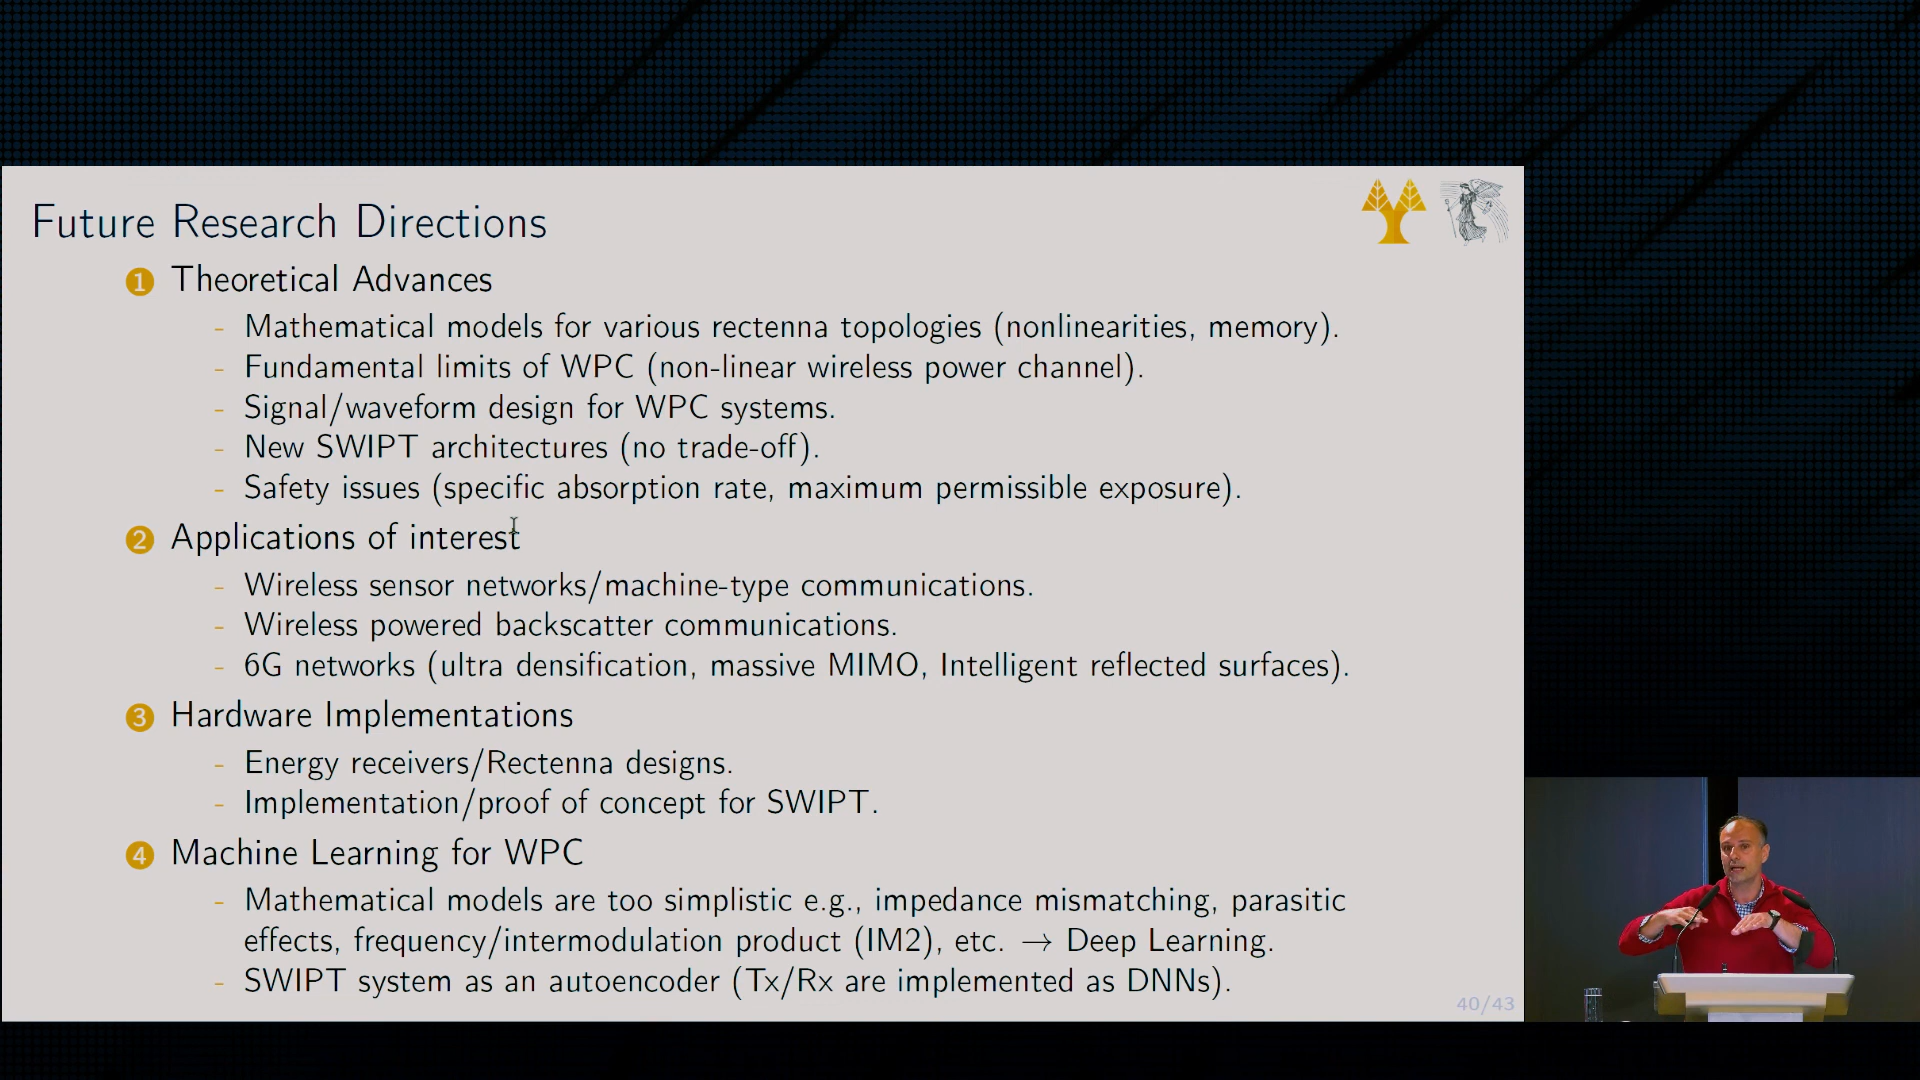 Future Research Directions
1 Theoretical Advances
- Mathematical models for various rectenna topologies (nonlinearities, memory).
- Fundamental limits of WPC (non-linear wireless power channel).
- Signal/waveform design for WPC systems.
- New SWIPT architectures (no trade-off).
- Safety issues (specific absorption rate, maximum permissible exposure).
2 Applications of interest
- Wireless sensor networks/machine-type communications.
- Wireless powered backscatter communications.
- 6G networks (ultra densification, massive MIMO, Intelligent reflected surfaces).
3 Hardware Implementations
- Energy receivers/Rectenna designs.
- Implementation/proof of concept for SWIPT.
4 Machine Learning for WPC
- Mathematical models are too simplistic e.g., impedance mismatching, parasitic
effects, frequency/intermodulation product (IM2), etc. → Deep Learning.
- SWIPT system as an autoencoder (Tx/Rx are implemented as DNNs).
40/43